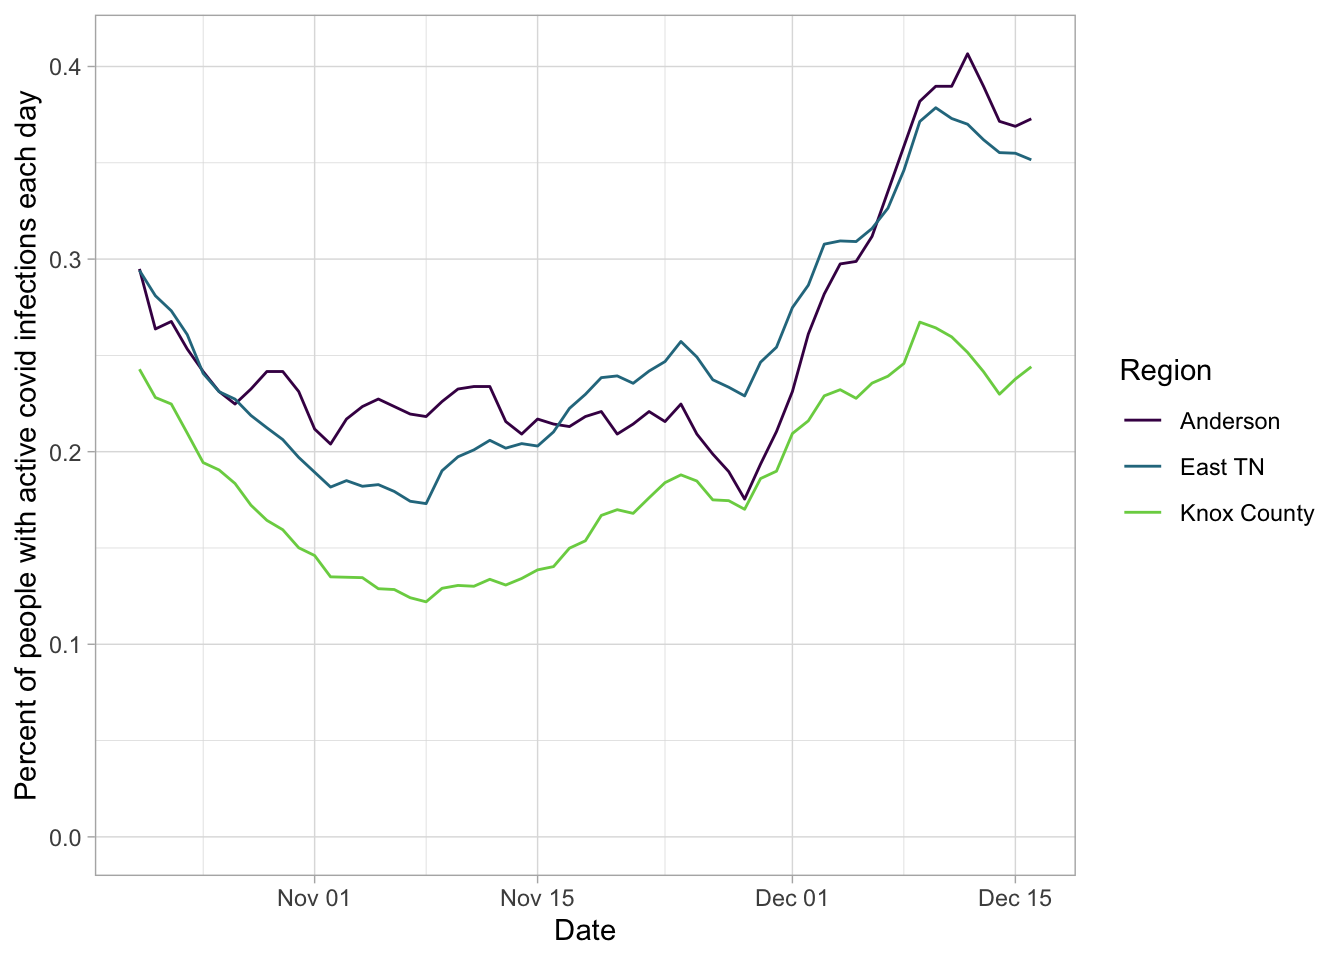 Percent of people with active covid infections each day
0.4
0.3
0.2
0.1
0.0
Nov 01
Nov 15
Dec 01
Dec 15
Date
Region
Anderson
East TN
Knox County